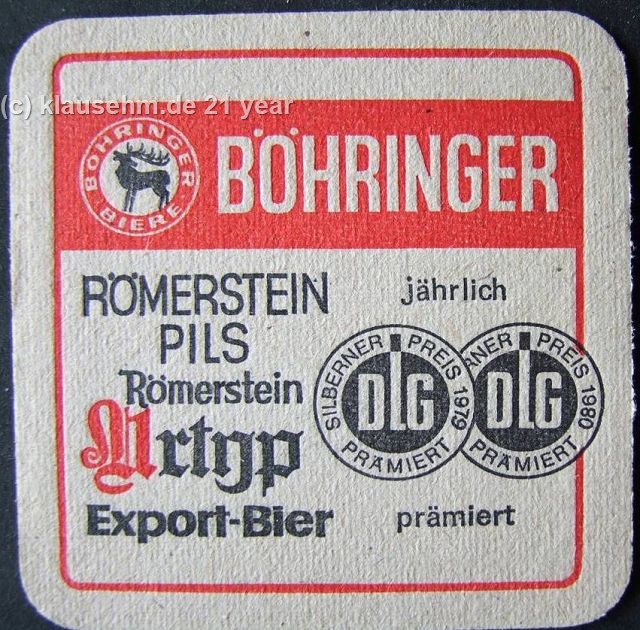 (c) klausehm.de 21 year
BÖHRINGER BIERE
BÖHRINGER
RÖMERSTEIN
PILS
Römerstein
Urtyp
Export-Bier
jährlich
SILBERNER PREIS 1979
DLG
PRÄMIERT
RNER PREIS 1980
DLG
PRÄMIERT
prämiert